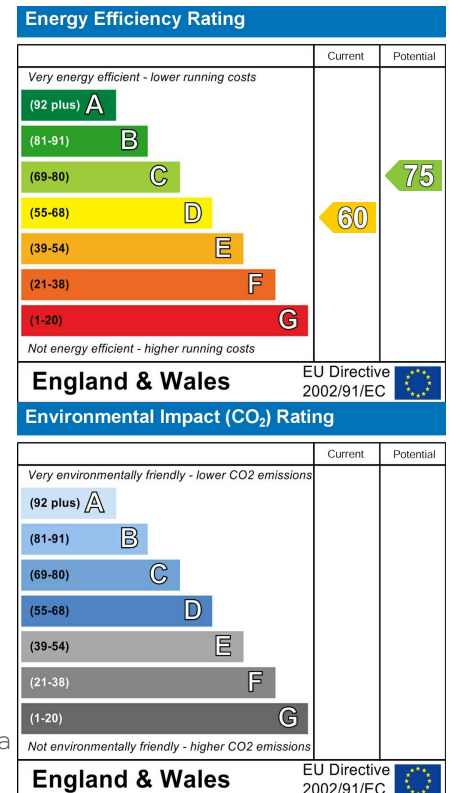 Energy Efficiency Rating
Current Potential
Very energy efficient - lower running costs
(92 plus) A
(81-91) B
(69-80) C
75
(55-68) D
60
(39-54) E
(21-38) F
(1-20) G
Not energy efficient - higher running costs
England & Wales
EU Directive
2002/91/EC
Environmental Impact (CO₂) Rating
Current Potential
Very environmentally friendly - lower CO2 emissions
(92 plus) A
(81-91) B
(69-80) C
(55-68) D
(39-54) E
(21-38) F
(1-20) G
a
Not environmentally friendly - higher CO2 emissions
England & Wales
EU Directive
2002/91/EC